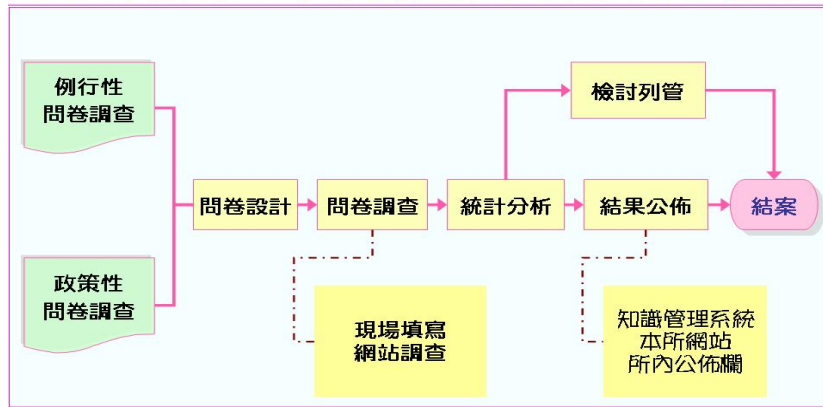 例行性
問卷調查
政策性
問卷調查
問卷設計
問卷調查
統計分析
檢討列管
結果公佈
結案
現場填寫
網站調查
知識管理系統
本所網站
所內公佈欄